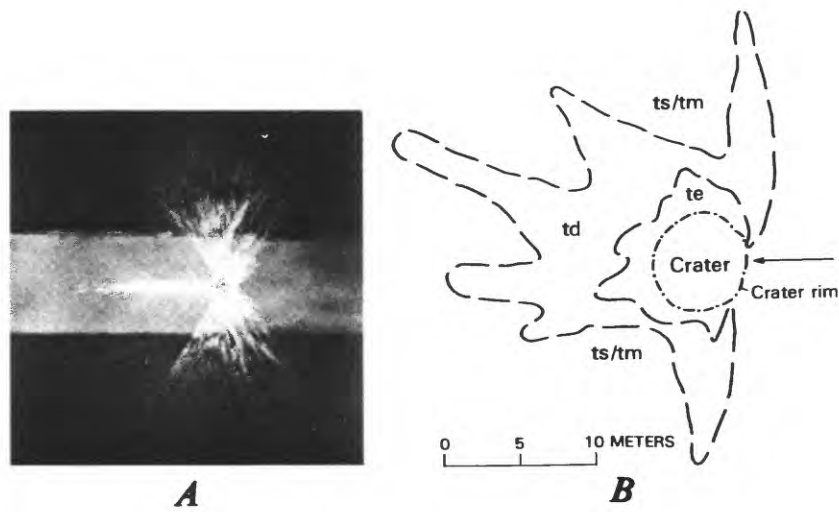 ts/tm
te
td
Crater
Crater rim
ts/tm
0 5 10 METERS
A
B